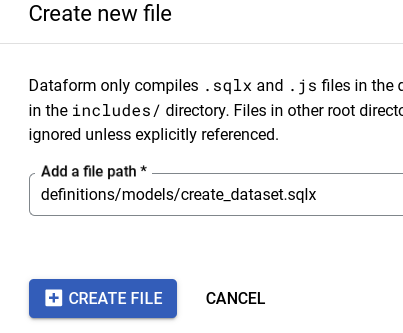 Create new file
Dataform only compiles .sqlx and .js files in the
in the includes/ directory. Files in other root
ignored unless explicitly referenced.
Add a file path *
definitions/models/create_dataset.sqlx
CREATE FILE
CANCEL